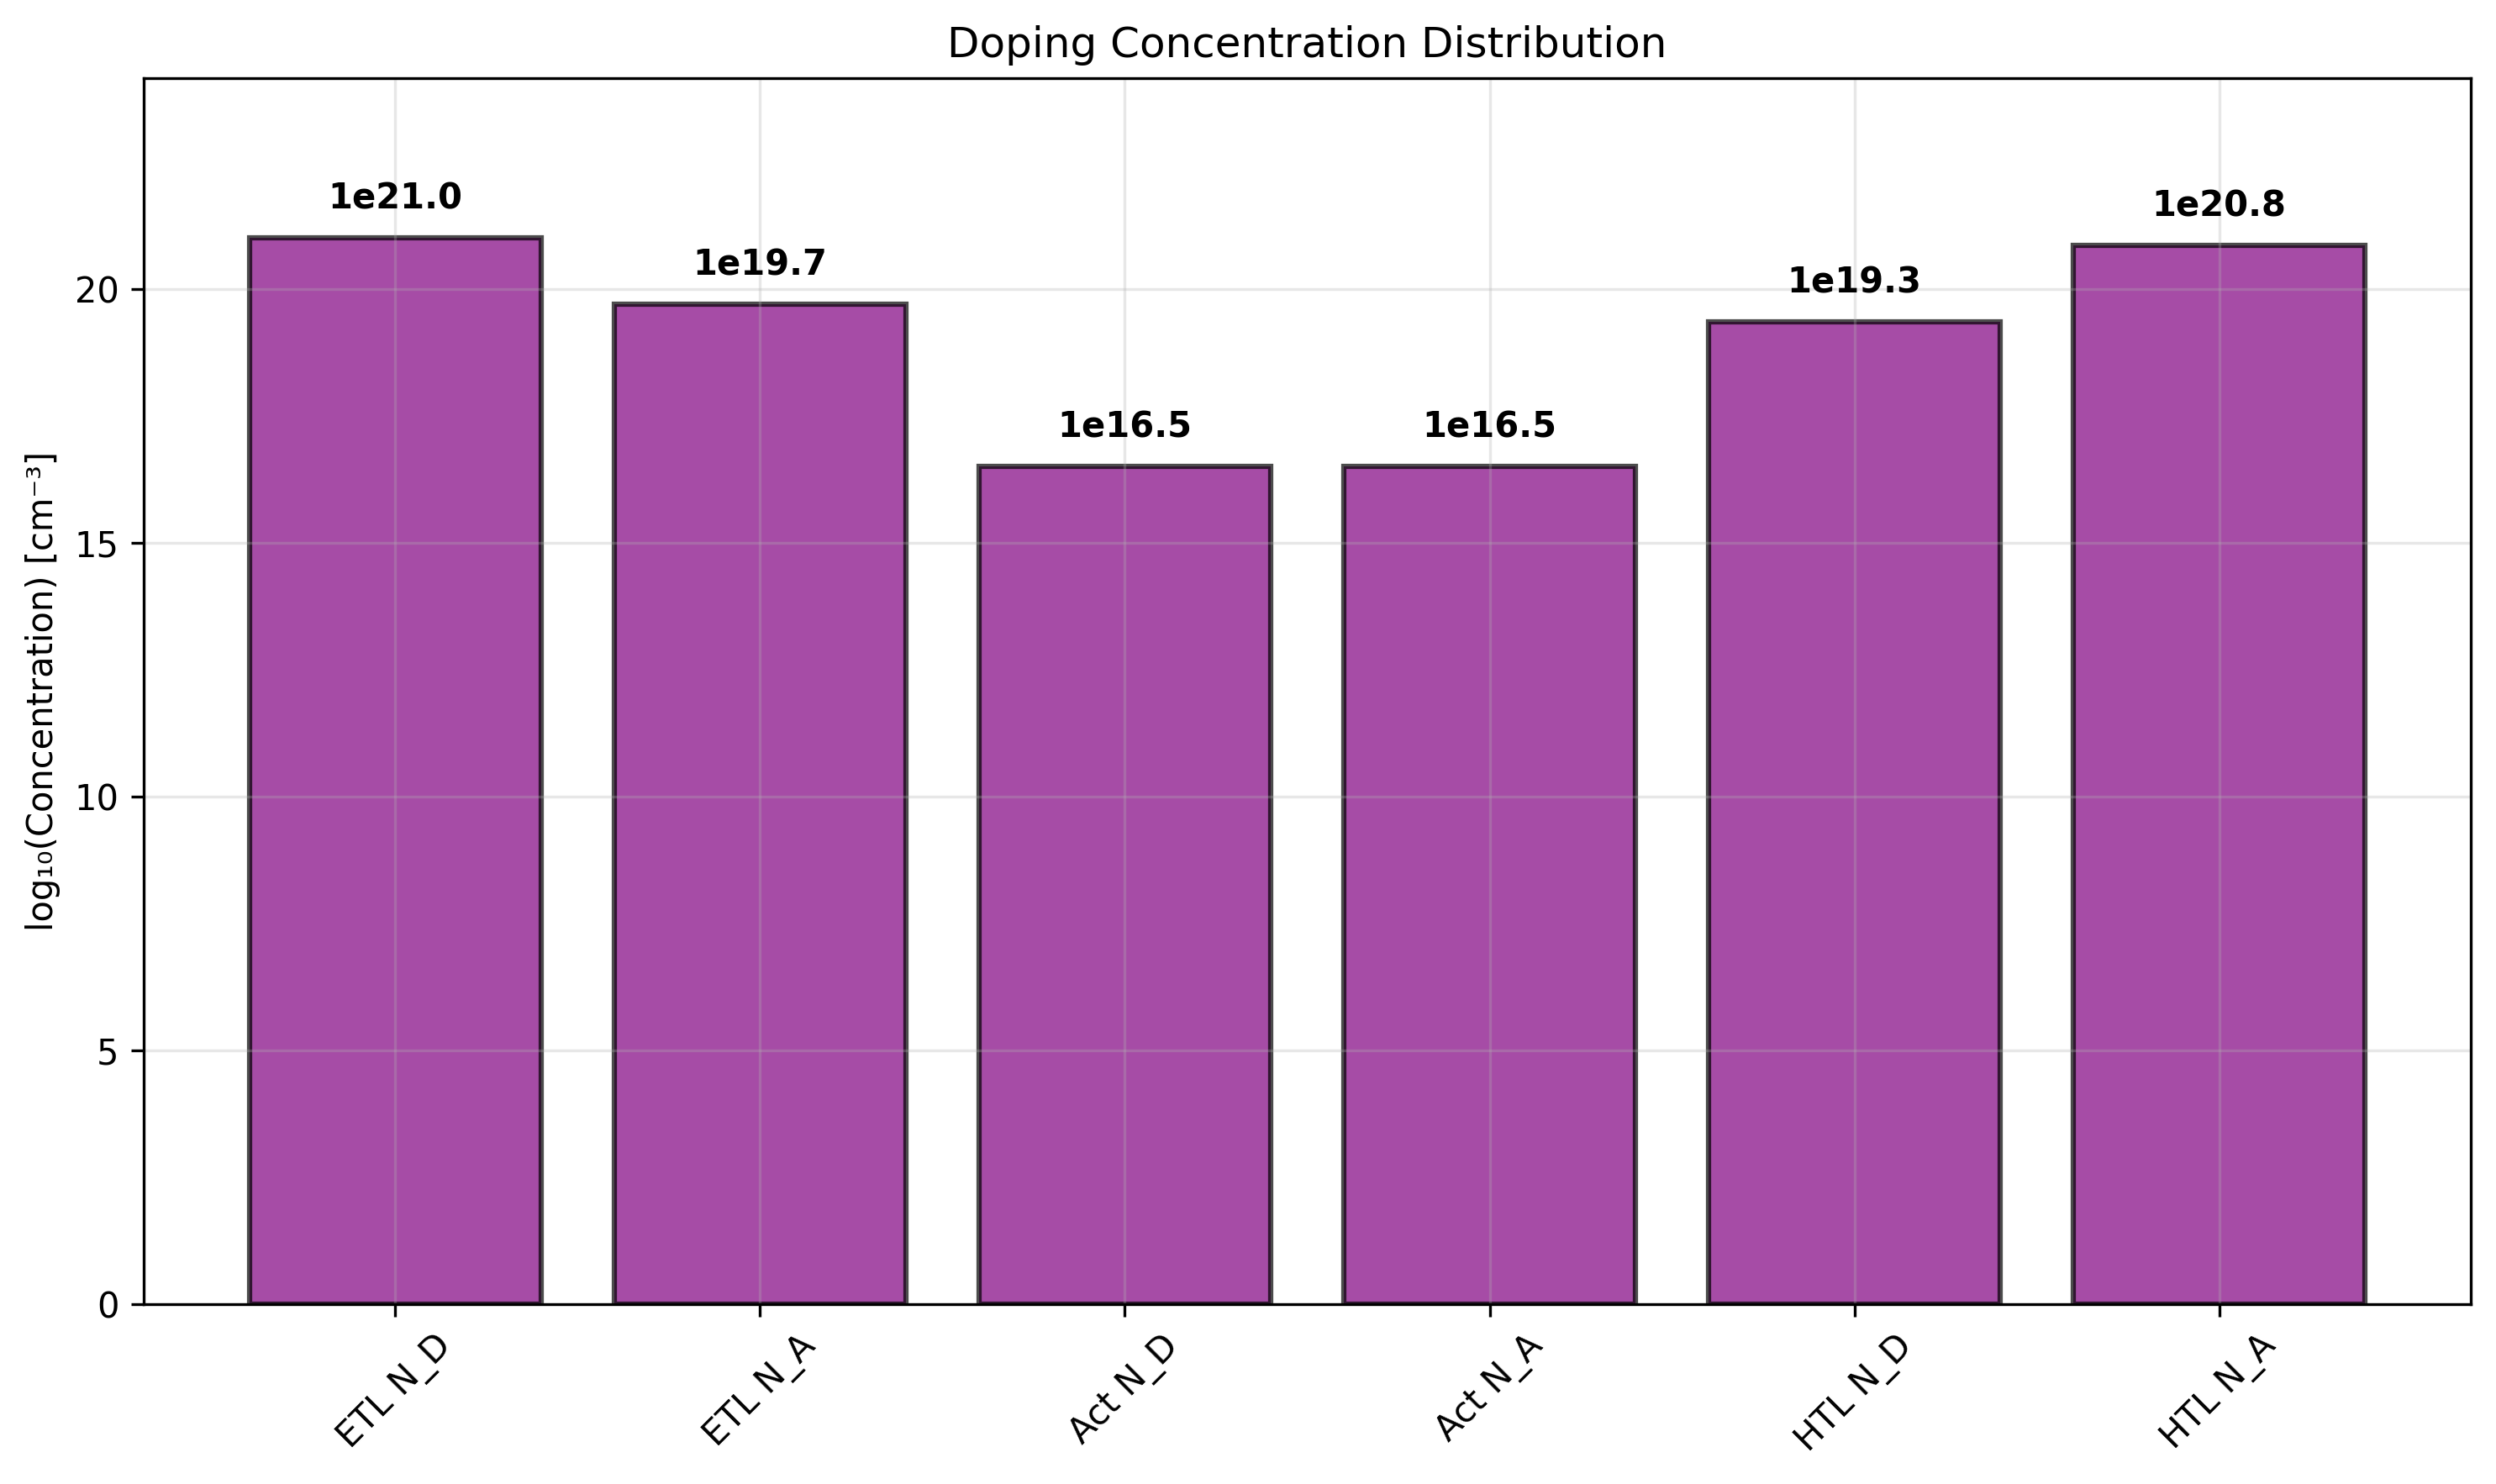 Doping Concentration Distribution
log₁₀(Concentration) [cm⁻³]
20
15
10
5
0
1e21.0
1e19.7
1e16.5
1e16.5
1e19.3
1e20.8
ETL N_D
ETL N_A
Act N_D
Act N_A
HTL N_D
HTL N_A